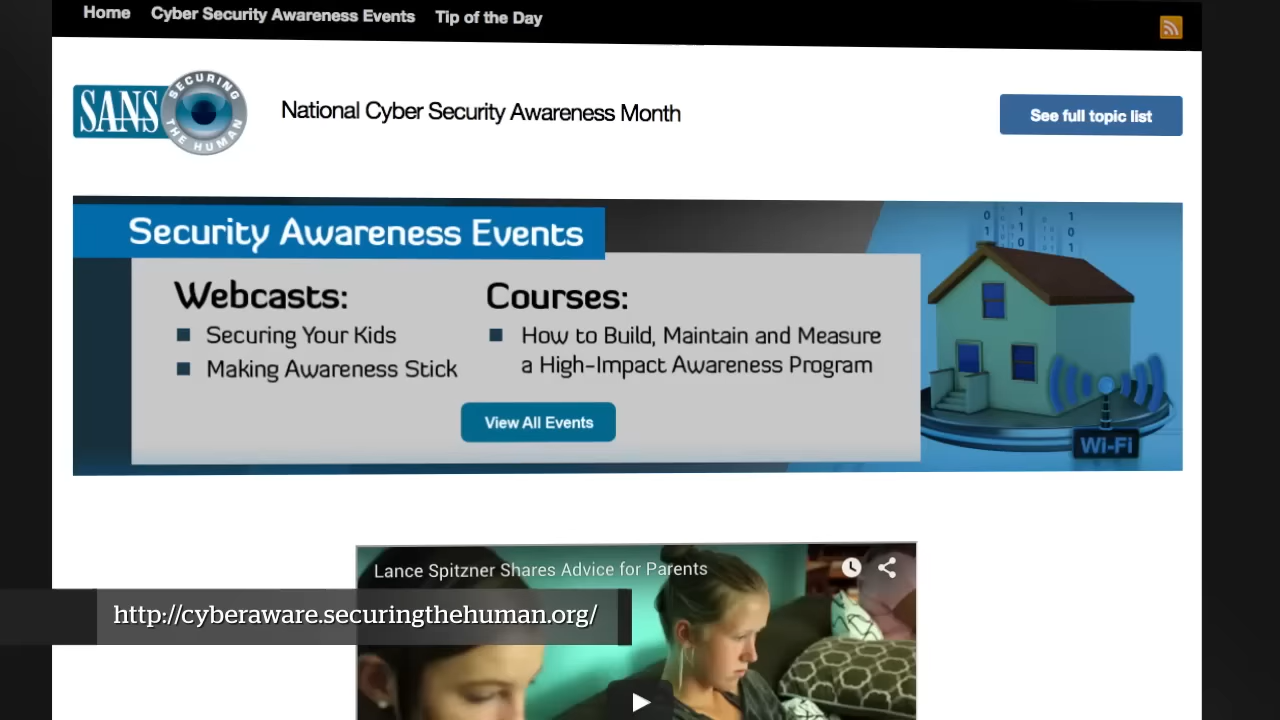 Home Cyber Security Awareness Events Tip of the Day
SANS
SECURING
THE HUMAN
National Cyber Security Awareness Month
See full topic list
Security Awareness Events
Webcasts:
Securing Your Kids
Making Awareness Stick
Courses:
How to Build, Maintain and Measure
a High-Impact Awareness Program
View All Events
Wi-Fi
Lance Spitzner Shares Advice for Parents
http://cyberaware.securingthehuman.org/